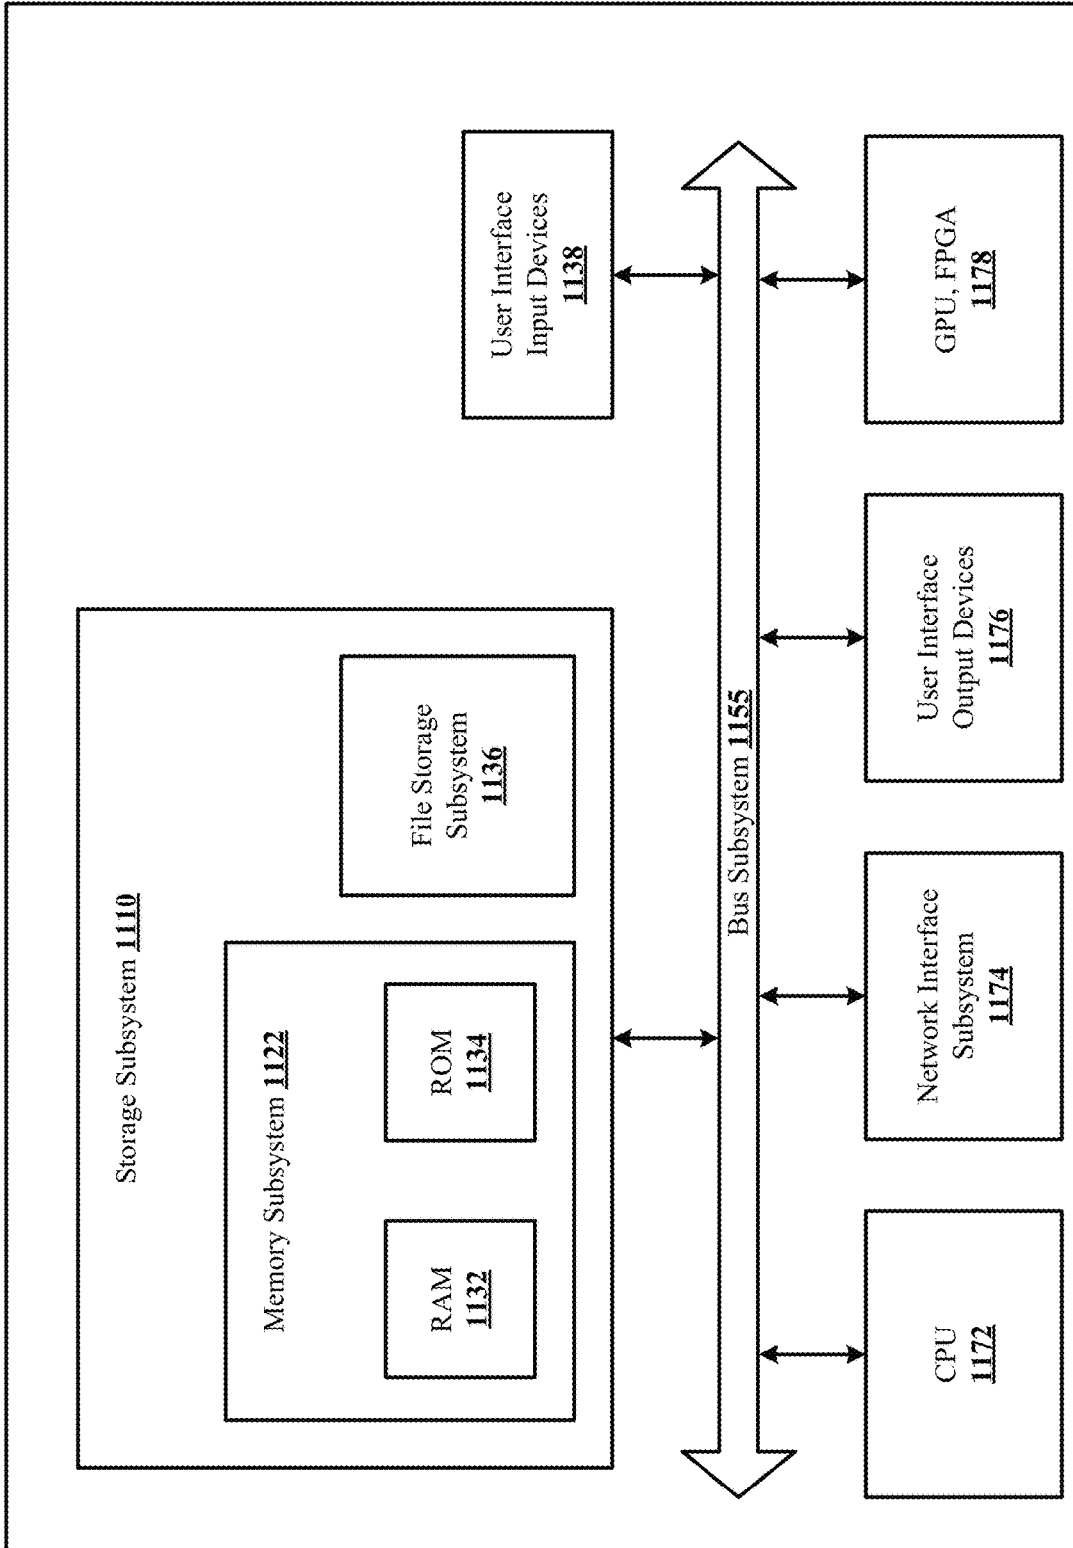 Storage Subsystem 1110
Memory Subsystem 1122
RAM
1132
ROM
1134
File Storage
Subsystem
1136
User Interface
Input Devices
1138
Bus Subsystem 1155
CPU
1172
Network Interface
Subsystem
1174
User Interface
Output Devices
1176
GPU, FPGA
1178